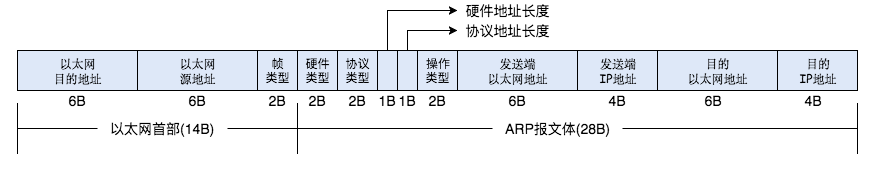 硬件地址长度
协议地址长度
以太网
目的地址
以太网
源地址
帧
类型
硬件
类型
协议
类型
操作
类型
发送端
以太网地址
发送端
IP地址
目的
以太网地址
目的
IP地址
6B
6B
2B
2B
2B
1B
1B
2B
6B
4B
6B
4B
以太网首部(14B)
ARP报文体(28B)